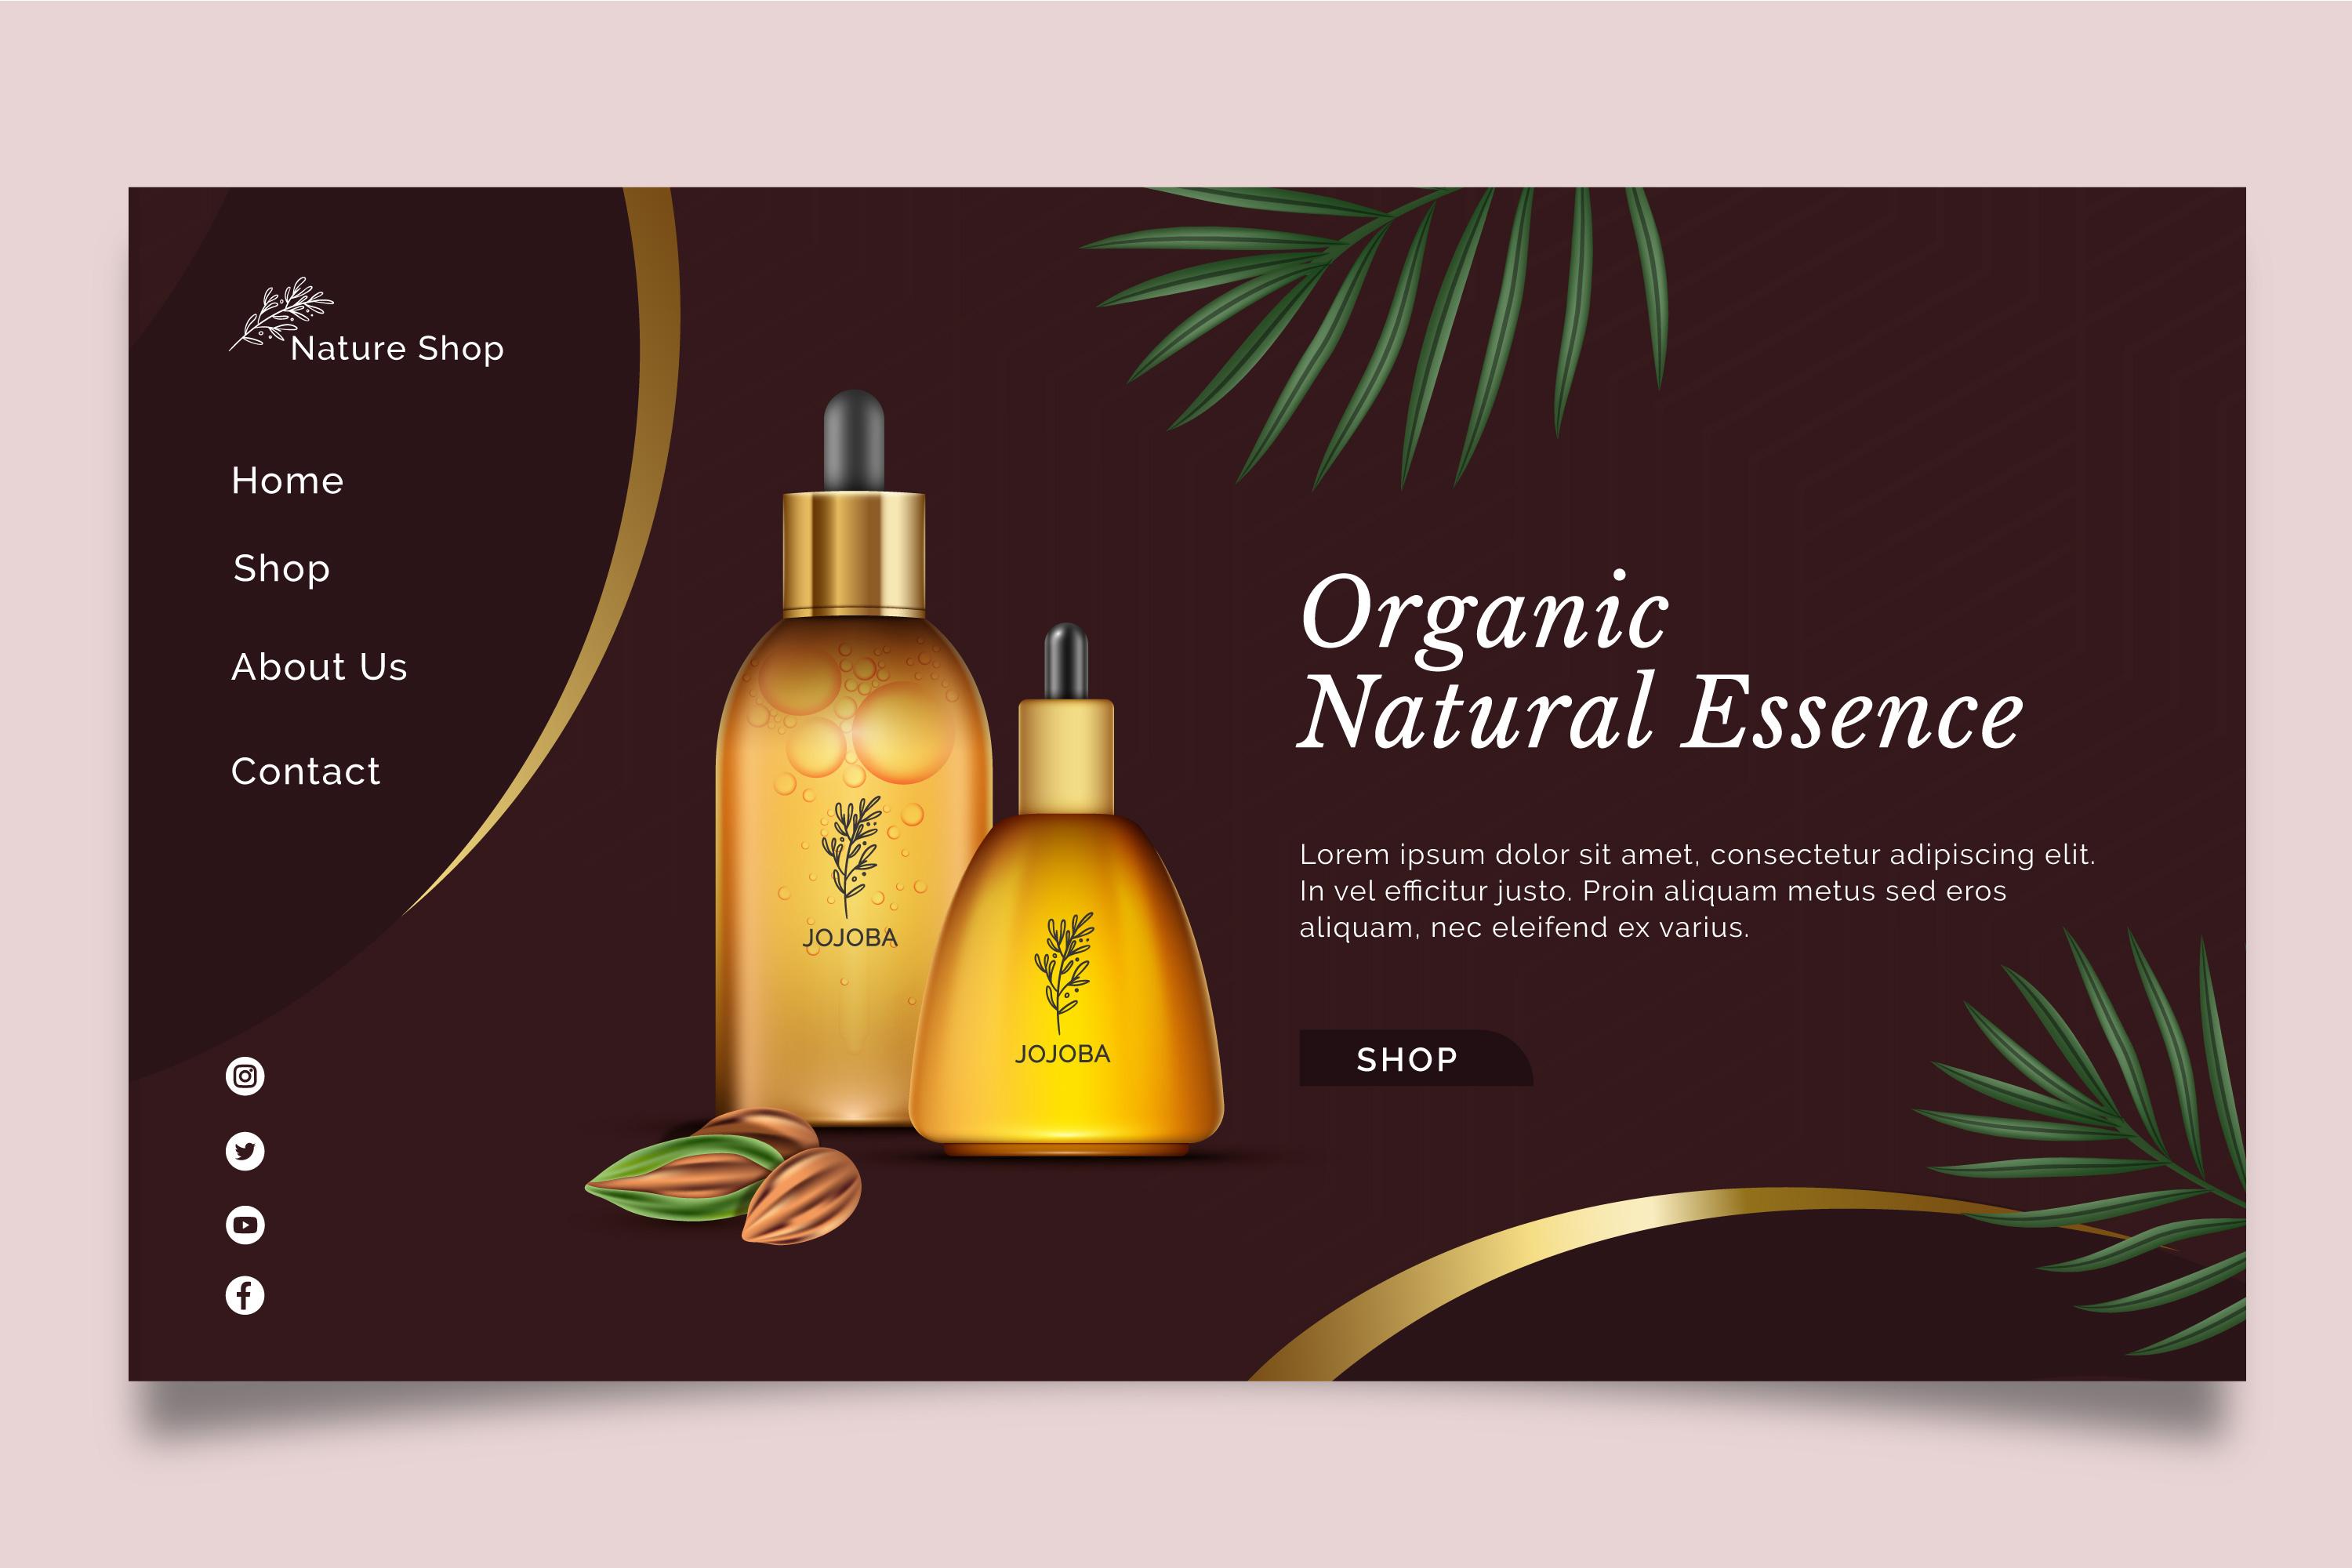 Nature Shop
Home
Shop
About Us
Contact
JOJOBA
JOJOBA
Organic
Natural Essence
Lorem ipsum dolor sit amet, consectetur adipiscing elit.
In vel efficitur justo. Proin aliquam metus sed eros
aliquam, nec eleifend ex varius.
SHOP